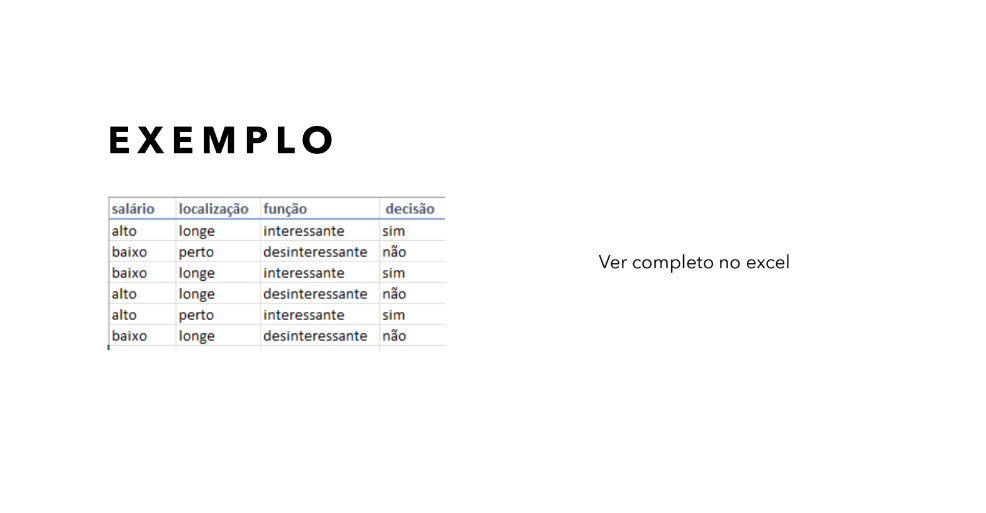 EXEMPLO
salário localização função decisão
alto longe interessante sim
baixo perto desinteressante não
baixo longe interessante sim
alto longe desinteressante não
alto perto interessante sim
baixo longe desinteressante não
Ver completo no excel